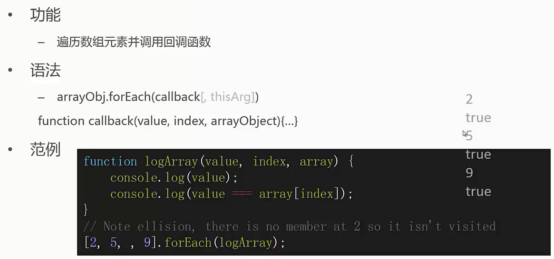 • 功能
– 遍历数组元素并调用回调函数
• 语法
– arrayObj.forEach(callback[, thisArg])
function callback(value, index, arrayObject){...}
• 范例
function logArray(value, index, array) {
console.log(value);
console.log(value === array[index]);
}
// Note ellision, there is no member at 2 so it isn't visited
[2, 5, , 9].forEach(logArray);
2
true
5
true
9
true